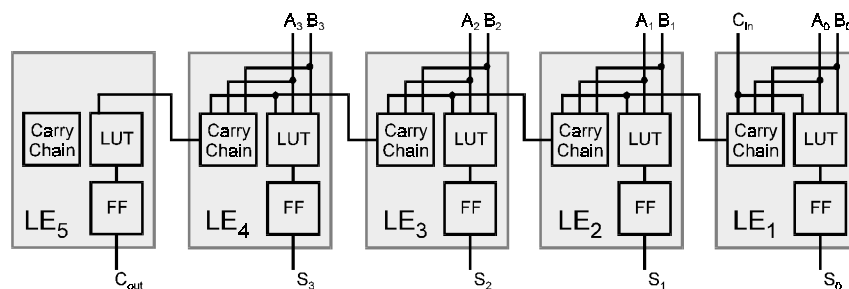 A3 B3 A2 B2 A1 B1 Cin A0 B0
Carry Chain LUT Carry Chain LUT Carry Chain LUT Carry Chain LUT Carry Chain LUT
FF FF FF FF FF
LE5 LE4 LE3 LE2 LE1
Cout S3 S2 S1 S0